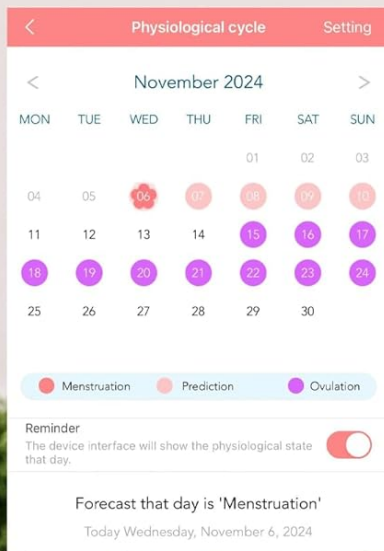 Physiological cycle Setting
< November 2024 >
MON TUE WED THU FRI SAT SUN
01 02 03
04 05 06 07 08 09 10
11 12 13 14 15 16 17
18 19 20 21 22 23 24
25 26 27 28 29 30
Menstruation Prediction Ovulation
Reminder
The device interface will show the physiological state
that day.
Forecast that day is 'Menstruation'
Today Wednesday, November 6, 2024